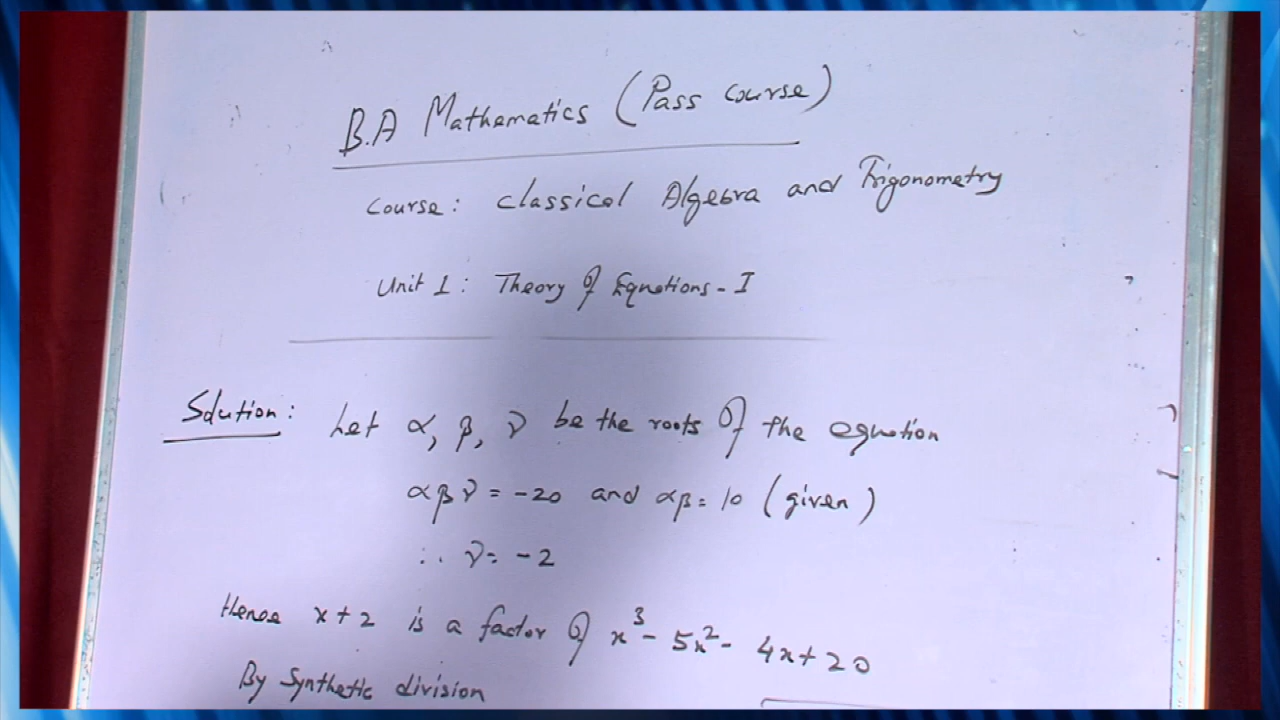 B.A Mathematics (Pass course)
Course: Classical Algebra and Trigonometry
Unit 1: Theory of Equations - I
Solution: Let α, β, γ be the roots of the equation
αβγ = -20 and αβ = 10 (given)
∴ γ = -2
Hence x+2 is a factor of x³ - 5x² - 4x + 20
By Synthetic division